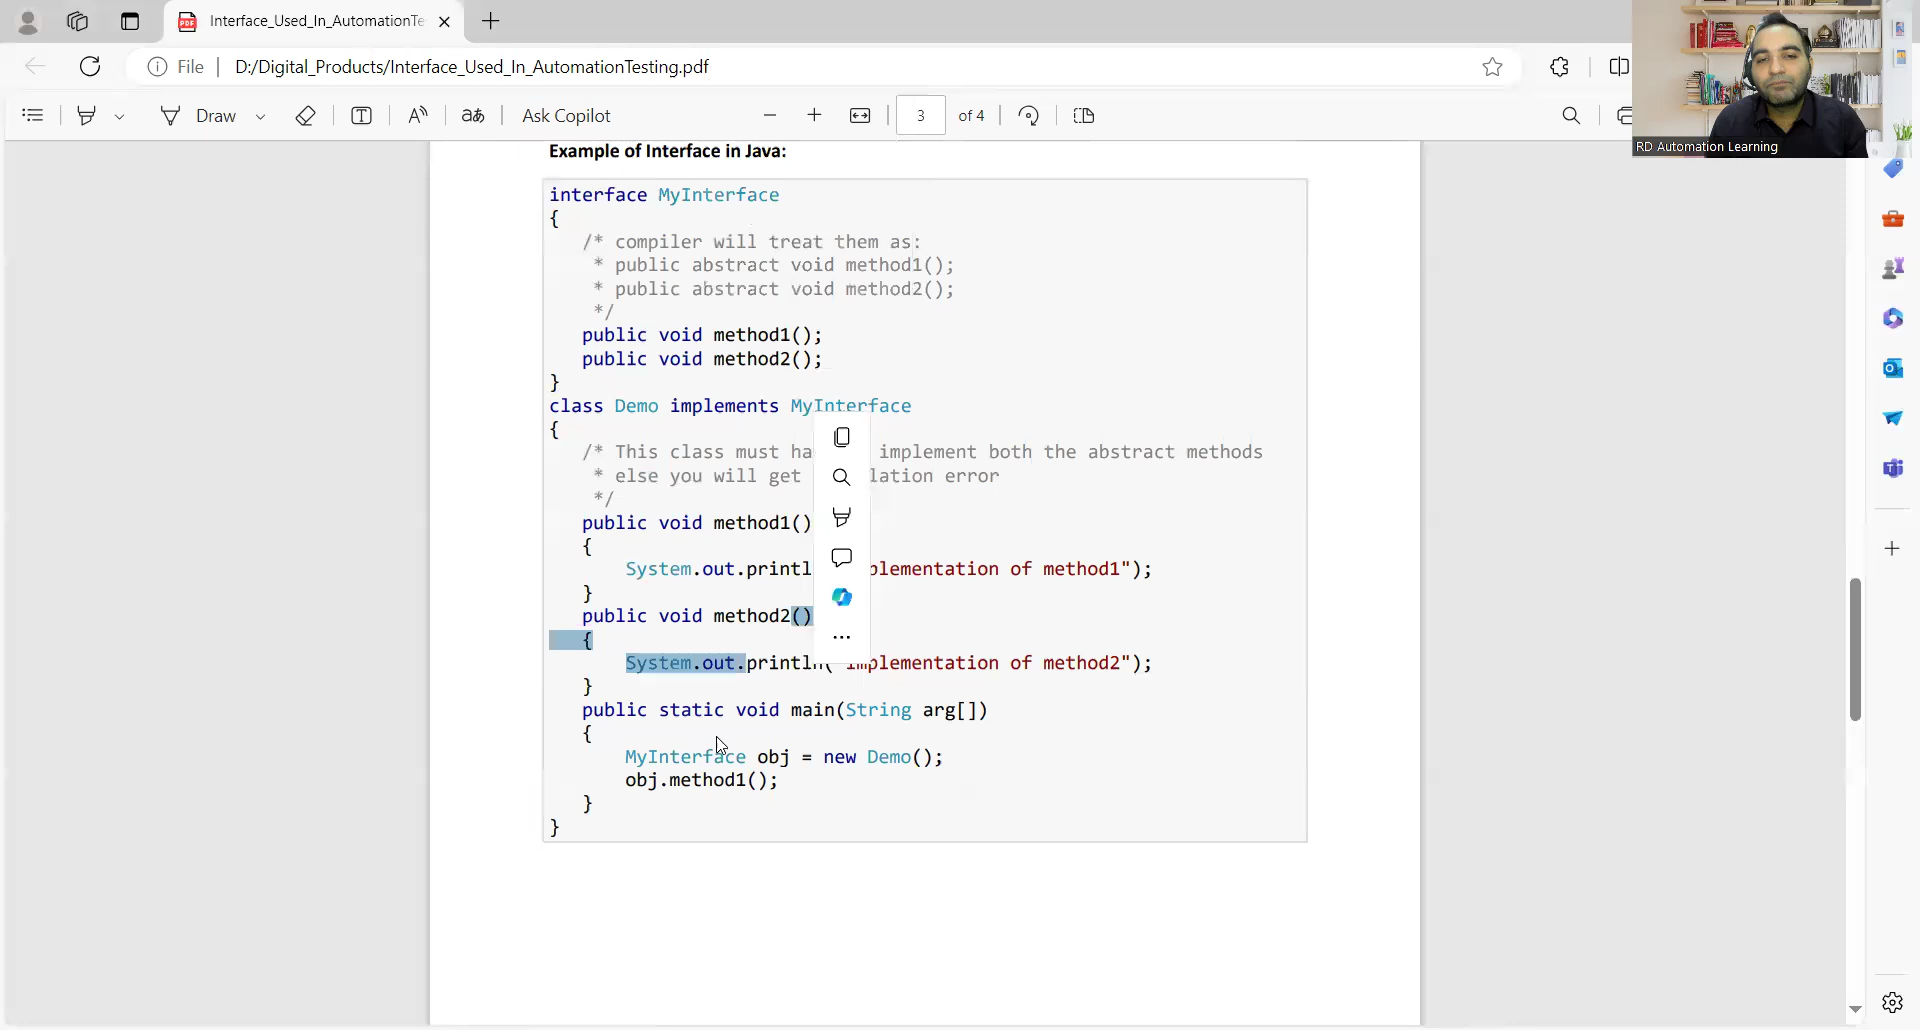 Interface_Used_In_AutomationTe
File
D:/Digital_Products/Interface_Used_In_AutomationTesting.pdf
Draw
Ask Copilot
3 of 4
RD Automation Learning
Example of Interface in Java:
interface MyInterface
{
/* compiler will treat them as:
* public abstract void method1();
* public abstract void method2();
*/
public void method1();
public void method2();
}
class Demo implements MyInterface
{
/* This class must ha implement both the abstract methods
* else you will get lation error
*/
public void method1()
{
System.out.printl plementation of method1");
}
public void method2()
{
System.out.println("implementation of method2");
}
public static void main(String arg[])
{
MyInterface obj = new Demo();
obj.method1();
}
}